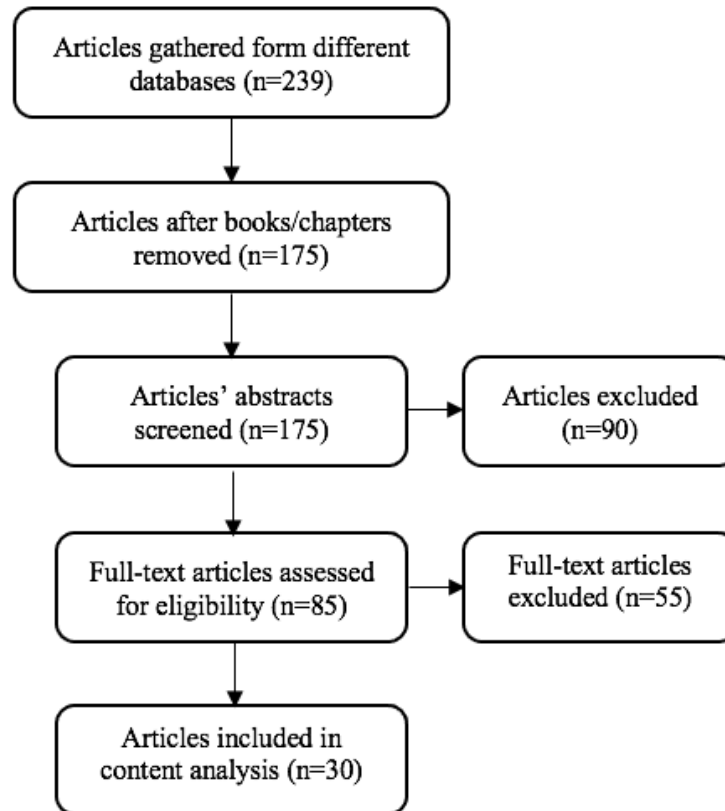 Articles gathered form different
databases (n=239)
Articles after books/chapters
removed (n=175)
Articles’ abstracts
screened (n=175)
Articles excluded
(n=90)
Full-text articles assessed
for eligibility (n=85)
Full-text articles
excluded (n=55)
Articles included in
content analysis (n=30)